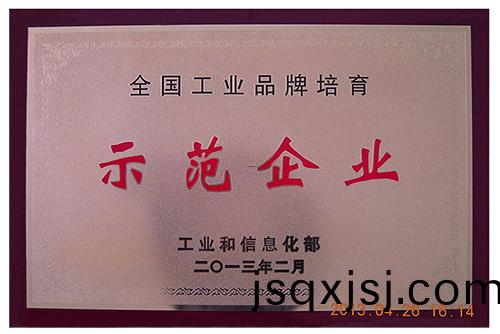 全国工业品牌培育
示范企业
工业和信息化部
二〇一三年二月
jsqxjsj.com
2013.04.26 16:14